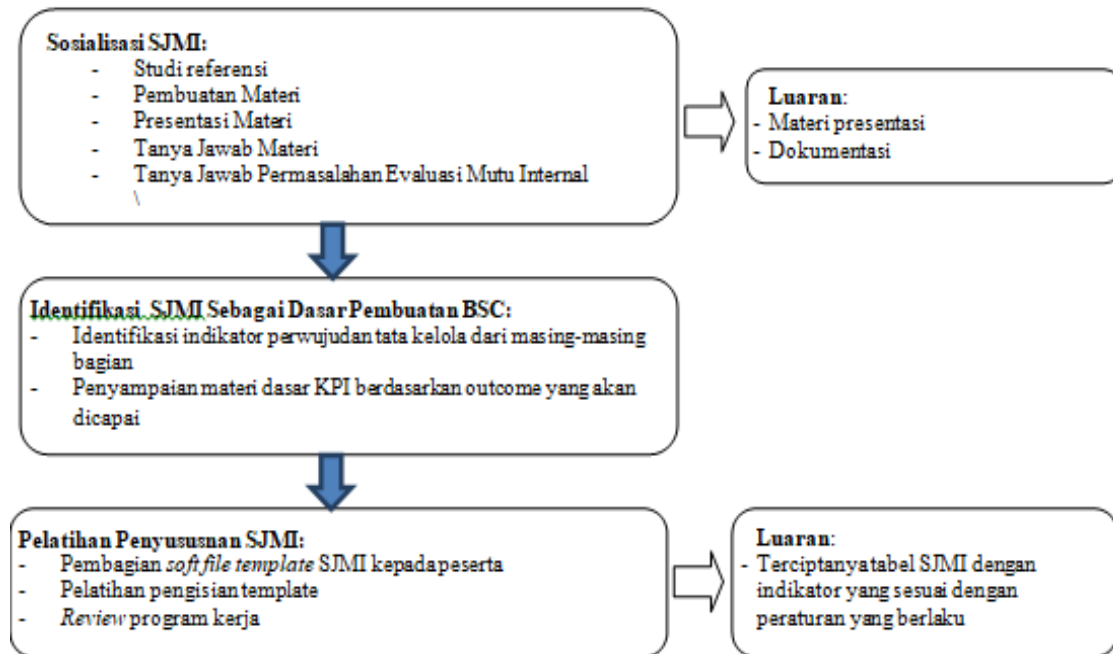 Sosialisasi SJMI:
- Studi referensi
- Pembuatan Materi
- Presentasi Materi
- Tanya Jawab Materi
- Tanya Jawab Permasalahan Evaluasi Mutu Internal
\
Luaran:
- Materi presentasi
- Dokumentasi
Identifikasi SJMI Sebagai Dasar Pembuatan BSC:
- Identifikasi indikator perwujudan tata kelola dari masing-masing
bagian
- Penyampaian materi dasar KPI berdasarkan outcome yang akan
dicapai
Pelatihan Penyususnan SJMI:
- Pembagian soft file template SJMI kepada peserta
- Pelatihan pengisian template
- Review program kerja
Luaran:
- Terciptanya tabel SJMI dengan
indikator yang sesuai dengan
peraturan yang berlaku